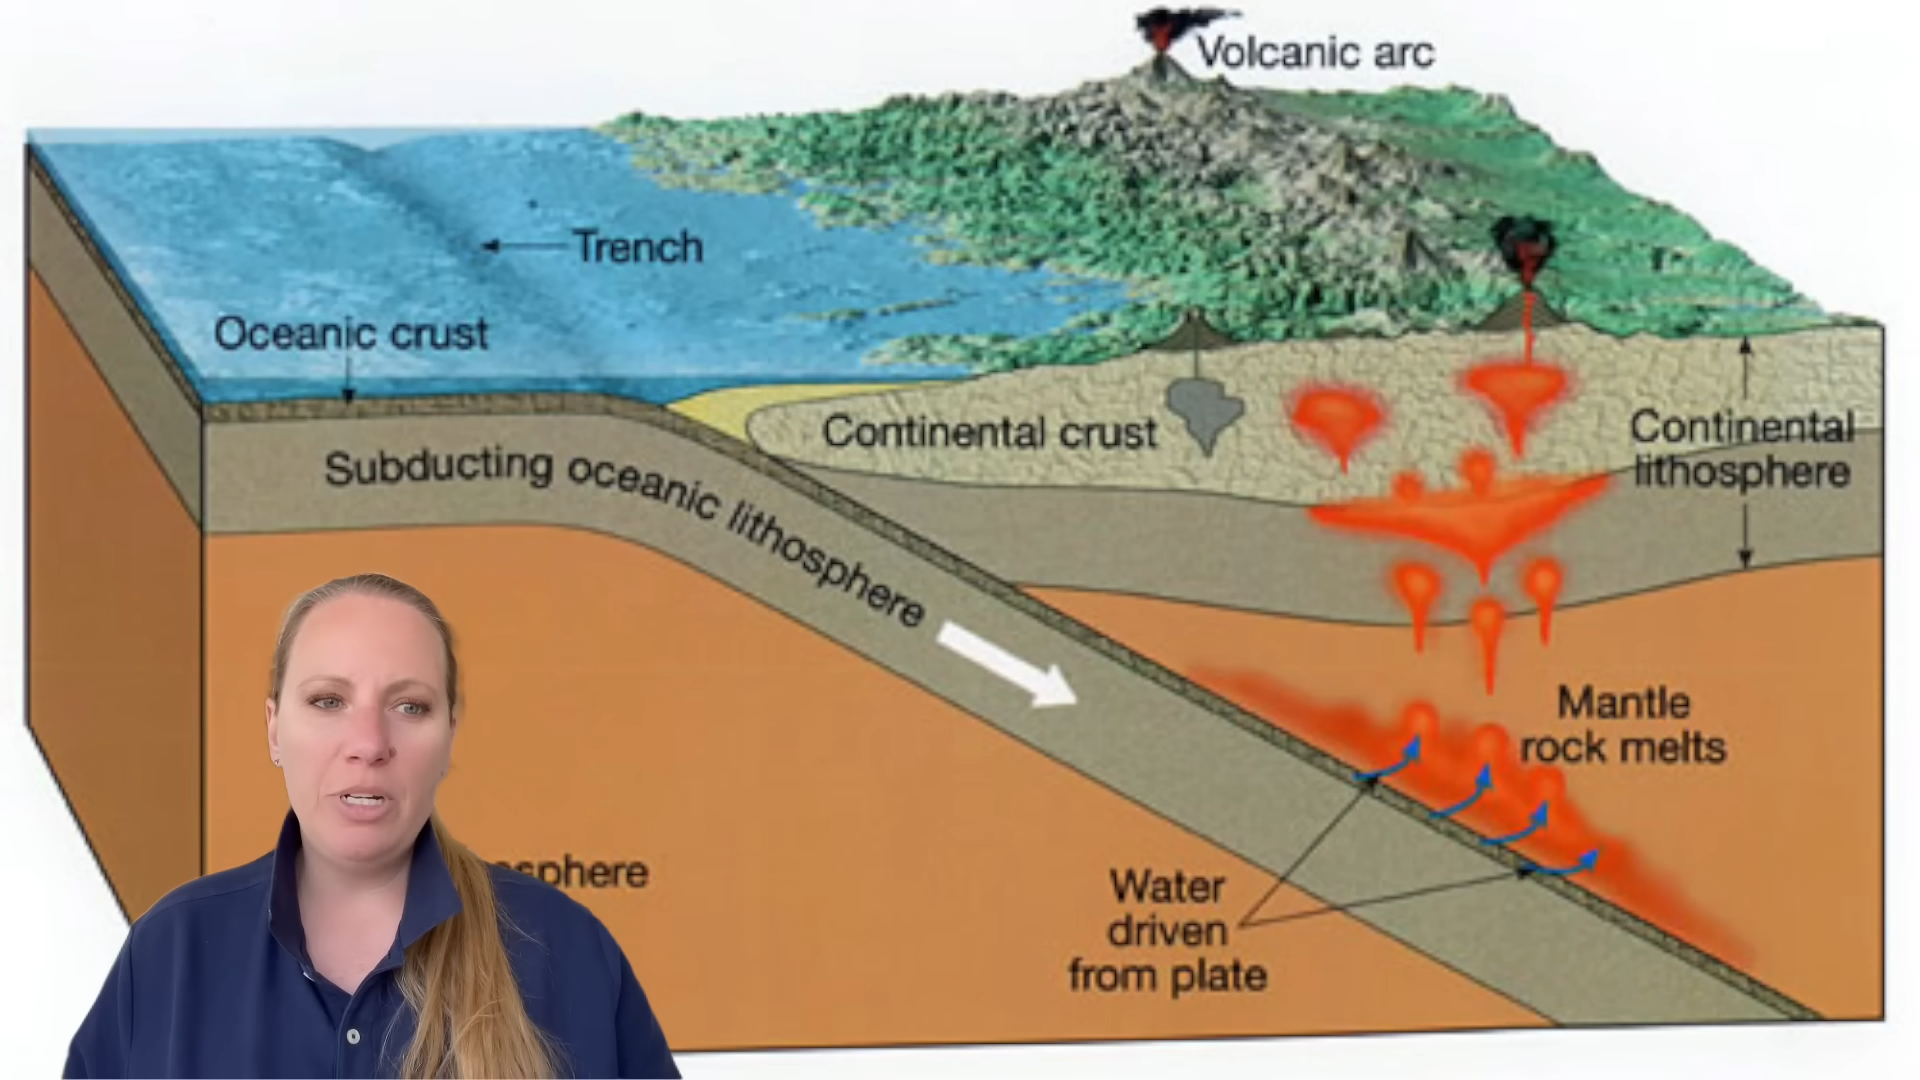 Volcanic arc
Trench
Oceanic crust
Continental crust
Continental
lithosphere
Subducting oceanic lithosphere
Mantle
rock melts
Water
driven
from plate